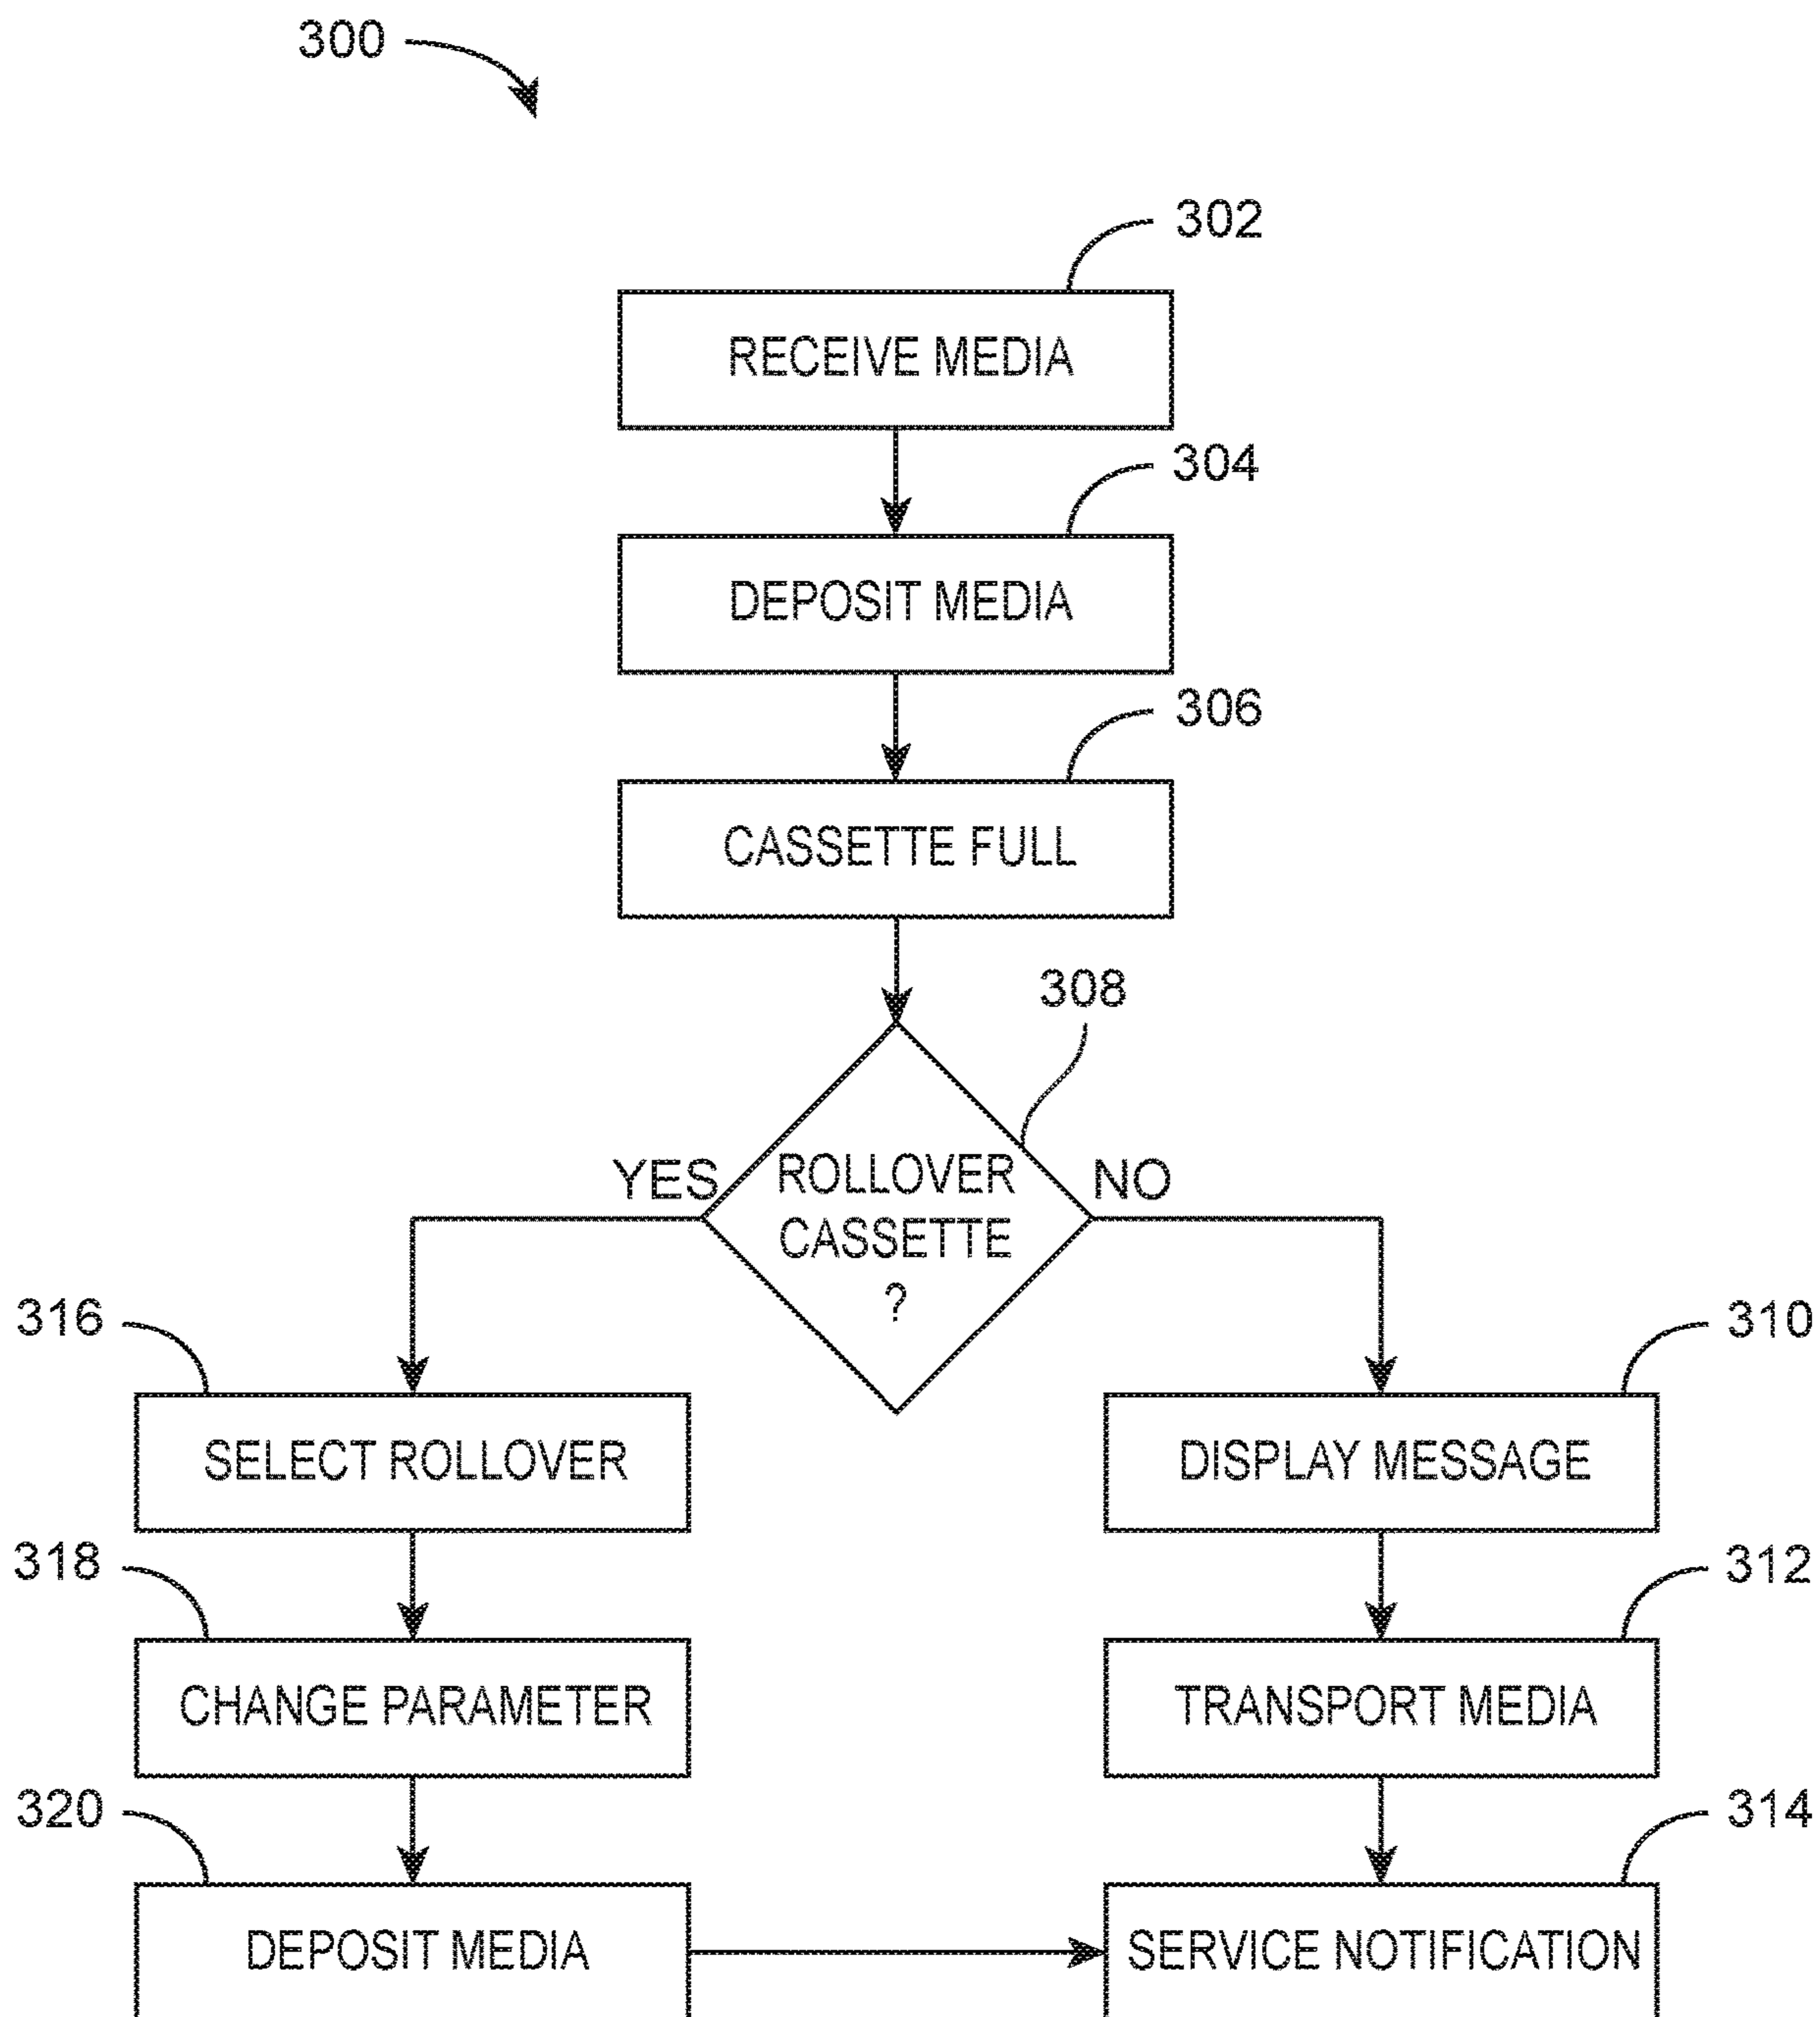 300
302
RECEIVE MEDIA
304
DEPOSIT MEDIA
306
CASSETTE FULL
308
YES
ROLLOVER
CASSETTE
?
NO
316
310
SELECT ROLLOVER
DISPLAY MESSAGE
318
312
CHANGE PARAMETER
TRANSPORT MEDIA
320
314
DEPOSIT MEDIA
SERVICE NOTIFICATION